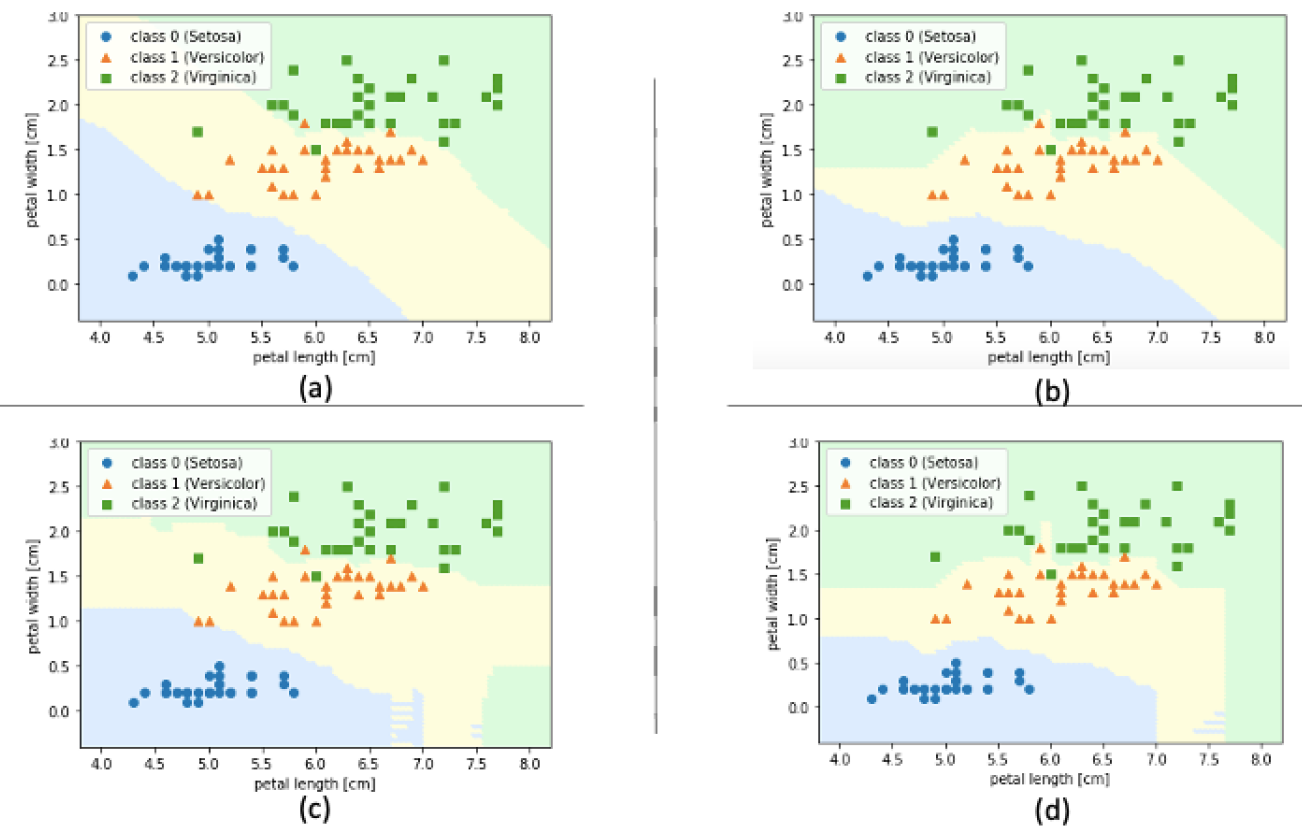 3.0
class 0 (Setosa)
class 1 (Versicolor)
class 2 (Virginica)
2.5
2.0
1.5
1.0
0.5
0.0
petal width [cm]
4.0 4.5 5.0 5.5 6.0 6.5 7.0 7.5 8.0
petal length [cm]
(a)
3.0
class 0 (Setosa)
class 1 (Versicolor)
class 2 (Virginica)
2.5
2.0
1.5
1.0
0.5
0.0
petal width [cm]
4.0 4.5 5.0 5.5 6.0 6.5 7.0 7.5 8.0
petal length [cm]
(b)
3.0
class 0 (Setosa)
class 1 (Versicolor)
class 2 (Virginica)
2.5
2.0
1.5
1.0
0.5
0.0
petal width [cm]
4.0 4.5 5.0 5.5 6.0 6.5 7.0 7.5 8.0
petal length [cm]
(c)
3.0
class 0 (Setosa)
class 1 (Versicolor)
class 2 (Virginica)
2.5
2.0
1.5
1.0
0.5
0.0
petal width [cm]
4.0 4.5 5.0 5.5 6.0 6.5 7.0 7.5 8.0
petal length [cm]
(d)